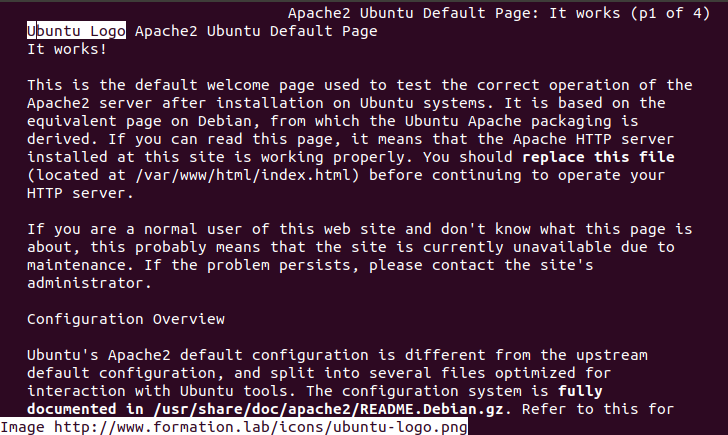 Apache2 Ubuntu Default Page: It works (p1 of 4)
Ubuntu Logo Apache2 Ubuntu Default Page
It works!
This is the default welcome page used to test the correct operation of the
Apache2 server after installation on Ubuntu systems. It is based on the
equivalent page on Debian, from which the Ubuntu Apache packaging is
derived. If you can read this page, it means that the Apache HTTP server
installed at this site is working properly. You should replace this file
(located at /var/www/html/index.html) before continuing to operate your
HTTP server.
If you are a normal user of this web site and don't know what this page is
about, this probably means that the site is currently unavailable due to
maintenance. If the problem persists, please contact the site's
administrator.
Configuration Overview
Ubuntu's Apache2 default configuration is different from the upstream
default configuration, and split into several files optimized for
interaction with Ubuntu tools. The configuration system is fully
documented in /usr/share/doc/apache2/README.Debian.gz. Refer to this for
Image http://www.formation.lab/icons/ubuntu-logo.png